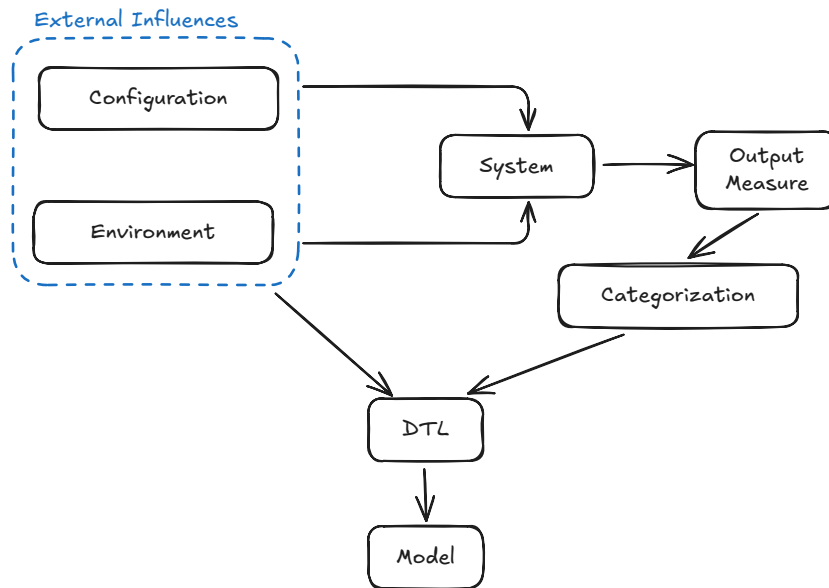 External Influences
Configuration
System
Output
Measure
Environment
Categorization
DTL
Model